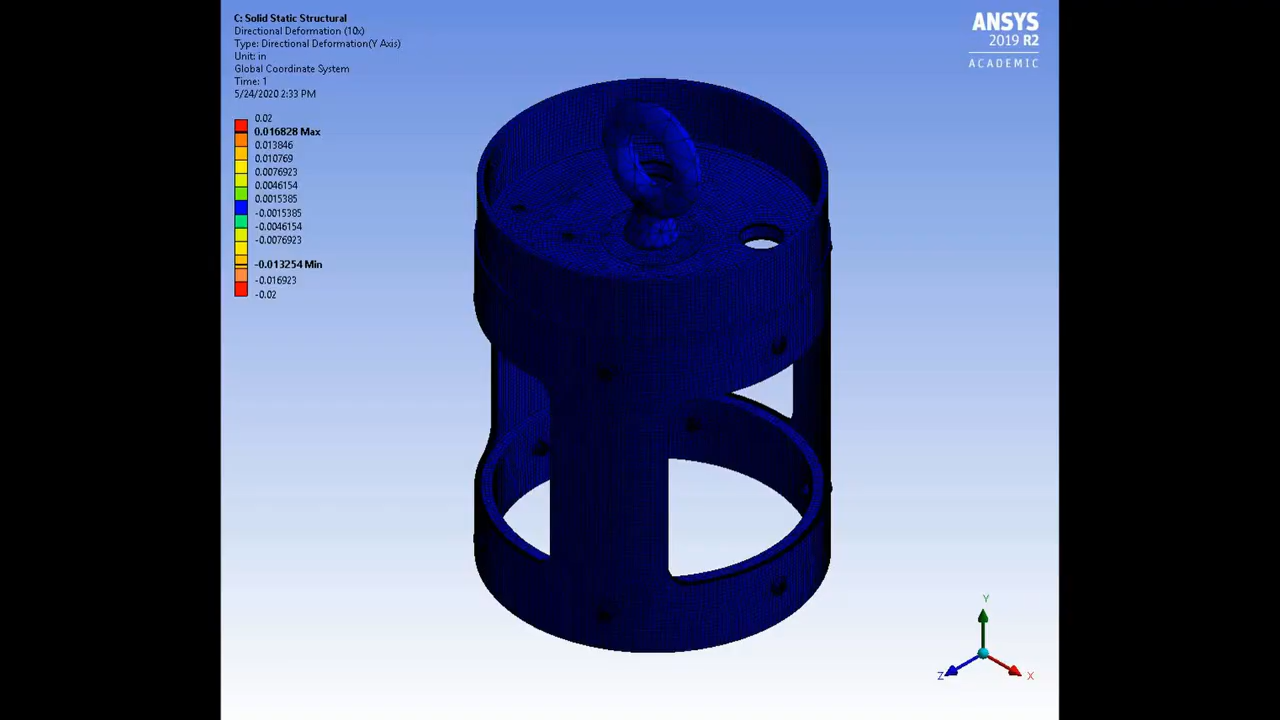 C: Solid Static Structural
Directional Deformation (10x)
Type: Directional Deformation(Y Axis)
Unit: in
Global Coordinate System
Time: 1
5/24/2020 2:33 PM
ANSYS
2019 R2
ACADEMIC
0.02
0.016828 Max
0.013846
0.010769
0.0076923
0.0046154
0.0015385
-0.0015385
-0.0046154
-0.0076923
-0.013254 Min
-0.016923
-0.02
Y
Z
X